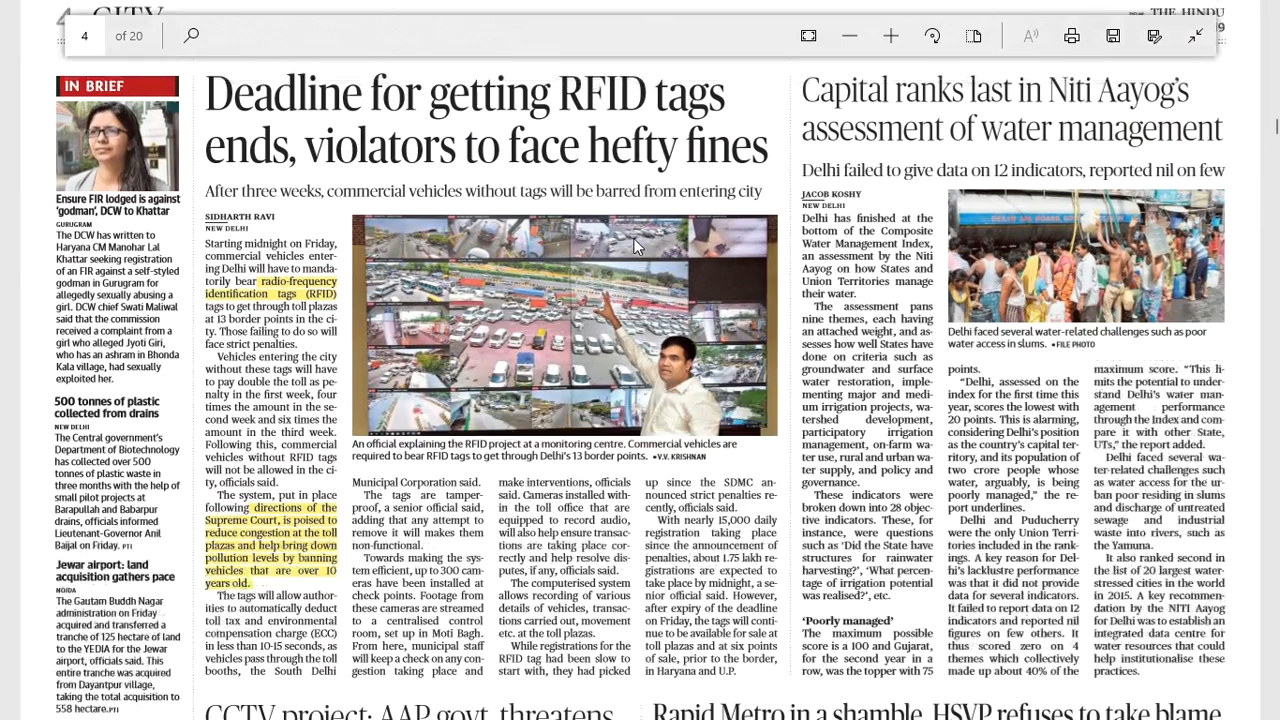 4 CITY
THE HINDU
4 of 20
IN BRIEF
Ensure FIR lodged is against
'godman', DCW to Khattar
GURUGRAM
The DCW has written to
Haryana CM Manohar Lal
Khattar seeking registration
of an FIR against a self-styled
godman in Gurugram for
allegedly sexually abusing a
girl. DCW chief Swati Maliwal
said that the commission
received a complaint from a
girl who alleged Jyoti Giri,
who has an ashram in Bhonda
Kala village, had sexually
exploited her.
500 tonnes of plastic
collected from drains
NEW DELHI
The Central government's
Department of Biotechnology
has collected over 500
tonnes of plastic waste in
three months with the help of
small pilot projects at
Barapullah and Babarpur
drains, officials informed
Lieutenant-Governor Anil
Baijal on Friday. PTI
Jewar airport: land
acquisition gathers pace
NOIDA
The Gautam Buddh Nagar
administration on Friday
acquired and transferred a
tranche of 125 hectare of land
to the YEDIA for the Jewar
airport, officials said. This
entire tranche was acquired
from Dayantpur village,
taking the total acquisition to
558 hectare. PTI
Deadline for getting RFID tags
ends, violators to face hefty fines
After three weeks, commercial vehicles without tags will be barred from entering city
SIDHARTH RAVI
NEW DELHI
Starting midnight on Friday,
commercial vehicles enter-
ing Delhi will have to manda-
torily bear radio-frequency
identification tags (RFID)
tags to get through toll plazas
at 13 border points in the ci-
ty. Those failing to do so will
face strict penalties.
Vehicles entering the city
without these tags will have
to pay double the toll as pe-
nalty in the first week, four
times the amount in the se-
cond week and six times the
amount in the third week.
Following this, commercial
vehicles without RFID tags
will not be allowed in the ci-
ty, officials said.
The system, put in place
following directions of the
Supreme Court, is poised to
reduce congestion at the toll
plazas and help bring down
pollution levels by banning
vehicles that are over 10
years old.
The tags will allow author-
ities to automatically deduct
toll tax and environmental
compensation charge (ECC)
in less than 10-15 seconds, as
vehicles pass through the toll
booths, the South Delhi
An official explaining the RFID project at a monitoring centre. Commercial vehicles are
required to bear RFID tags to get through Delhi's 13 border points. •V.V. KRISHNAN
Municipal Corporation said.
The tags are tamper-
proof, a senior official said,
adding that any attempt to
remove it will makes them
non-functional.
Towards making the sys-
tem efficient, up to 300 cam-
eras have been installed at
check points. Footage from
these cameras are streamed
to a centralised control
room, set up in Moti Bagh.
From here, municipal staff
will keep a check on any con-
gestion taking place and
make interventions, officials
said. Cameras installed with-
in the toll office that are
equipped to record audio,
will also help ensure trans-
actions are taking place cor-
rectly and help resolve dis-
putes, if any, officials said.
The computerised system
allows recording of various
details of vehicles, transac-
tions carried out, movement
etc. at the toll plazas.
While registrations for the
RFID tag had been slow to
start with, they had picked
up since the SDMC an-
nounced strict penalties re-
cently, officials said.
With nearly 15,000 daily
registration taking place
since the announcement of
penalties, about 1.75 lakh re-
gistrations are expected to
take place by midnight, a se-
nior official said. However,
after expiry of the deadline
on Friday, the tags will conti-
nue to be available for sale at
toll plazas and at six points
of sale, prior to the border,
in Haryana and U.P.
Capital ranks last in Niti Aayog's
assessment of water management
Delhi failed to give data on 12 indicators, reported nil on few
JACOB KOSHY
NEW DELHI
Delhi has finished at the
bottom of the Composite
Water Management Index,
an assessment by the Niti
Aayog on how States and
Union Territories manage
their water.
The assessment pans
nine themes, each having
an attached weight, and as-
sesses how well States have
done on criteria such as
groundwater and surface
water restoration, imple-
menting major and medi-
um irrigation projects, wa-
tershed development,
participatory irrigation
management, on-farm wa-
ter use, rural and urban wa-
ter supply, and policy and
governance.
These indicators were
broken down into 28 objec-
tive indicators. These, for
instance, were questions
such as 'Did the State have
structures for rainwater
harvesting?', 'What percen-
tage of irrigation potential
was realised?', etc.
'Poorly managed'
The maximum possible
score is a 100 and Gujarat,
for the second year in a
row, was the topper with 75
Delhi faced several water-related challenges such as poor
water access in slums. •FILE PHOTO
points.
"Delhi, assessed on the
index for the first time this
year, scores the lowest with
20 points. This is alarming,
considering Delhi's position
as the country's capital ter-
ritory, and its population of
two crore people whose
water, arguably, is being
poorly managed," the re-
port underlines.
Delhi and Puducherry
were the only Union Territ-
ories included in the rank-
ings. A key reason for Del-
hi's lacklustre performance
was that it did not provide
data for several indicators.
It failed to report data on 12
indicators and reported nil
figures on few others. It
thus scored zero on 4
themes which collectively
made up about 40% of the
maximum score. "This li-
mits the potential to under-
stand Delhi's water man-
agement performance
through the Index and com-
pare it with other State,
UTs," the report added.
Delhi faced several wa-
ter-related challenges such
as water access for the ur-
ban poor residing in slums
and discharge of untreated
sewage and industrial
waste into rivers, such as
the Yamuna.
It also ranked second in
the list of 20 largest water-
stressed cities in the world
in 2015. A key recommen-
dation by the NITI Aayog
for Delhi was to establish an
integrated data centre for
water resources that could
help institutionalise these
practices.
CCTV project: AAP govt. threatens
Rapid Metro in a shamble, HSVP refuses to take blame